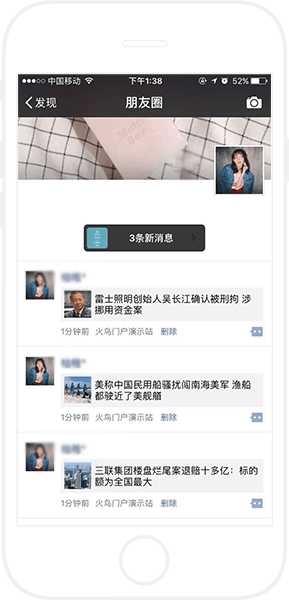 中国移动
下午1:38
52%
发现
朋友圈
3条新消息
雷士照明创始人吴长江确认被刑拘 涉
挪用资金案
1分钟前 火鸟门户演示站 删除
美称中国民用船骚扰闯南海美军 渔船
都驶近了美舰艏
1分钟前 火鸟门户演示站 删除
三联集团楼盘烂尾案退赔十多亿：标的
额为全国最大
1分钟前 火鸟门户演示站 删除